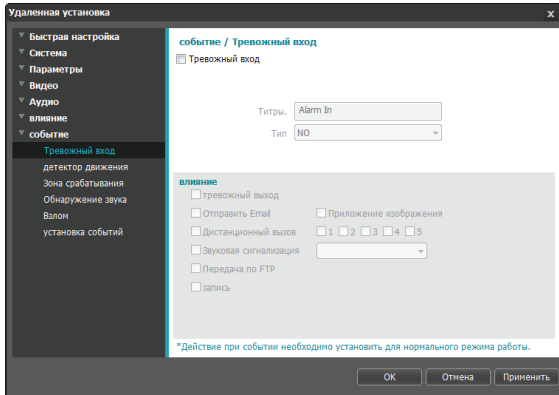 Удаленная установка x
Быстрая настройка
Система
Параметры
Видео
Аудио
влияние
событие
Тревожный вход
детектор движения
Зона срабатывания
Обнаружение звука
Взлом
установка событий
событие / Тревожный вход
Тревожный вход
Титры. Alarm In
Тип NO
влияние
тревожный выход
Отправить Email Приложение изображения
Дистанционный вызов 1 2 3 4 5
Звуковая сигнализация
Передача по FTP
запись
*Действие при событии необходимо установить для нормального режима работы.
OK Отмена Применить